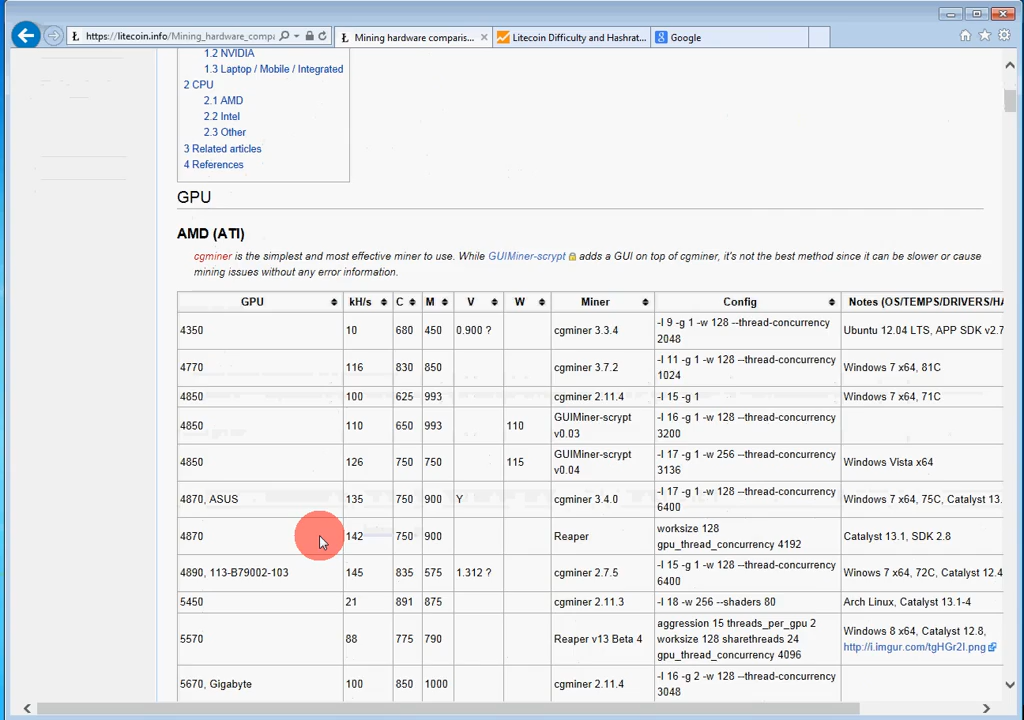 https://litecoin.info/Mining_hardware_compa
Mining hardware comparis...
Litecoin Difficulty and Hashrat...
Google
1.2 NVIDIA
1.3 Laptop / Mobile / Integrated
2 CPU
2.1 AMD
2.2 Intel
2.3 Other
3 Related articles
4 References
GPU
AMD (ATI)
cgminer is the simplest and most effective miner to use. While GUIMiner-scrypt adds a GUI on top of cgminer, it's not the best method since it can be slower or cause
mining issues without any error information.
GPU kH/s C M V W Miner Config Notes (OS/TEMPS/DRIVERS/HA
4350 10 680 450 0.900 ? cgminer 3.3.4 -I 9 -g 1 -w 128 --thread-concurrency Ubuntu 12.04 LTS, APP SDK v2.7
2048
4770 116 830 850 cgminer 3.7.2 -I 11 -g 1 -w 128 --thread-concurrency Windows 7 x64, 81C
1024
4850 100 625 993 cgminer 2.11.4 -I 15 -g 1 Windows 7 x64, 71C
4850 110 650 993 110 GUIMiner-scrypt -I 16 -g 1 -w 128 --thread-concurrency
v0.03 3200
4850 126 750 750 115 GUIMiner-scrypt -I 17 -g 1 -w 256 --thread-concurrency Windows Vista x64
v0.04 3136
4870, ASUS 135 750 900 Y cgminer 3.4.0 -I 17 -g 1 -w 128 --thread-concurrency Windows 7 x64, 75C, Catalyst 13.
6400
4870 142 750 900 Reaper worksize 128 Catalyst 13.1, SDK 2.8
gpu_thread_concurrency 4192
4890, 113-B79002-103 145 835 575 1.312 ? cgminer 2.7.5 -I 15 -g 1 -w 128 --thread-concurrency Winows 7 x64, 72C, Catalyst 12.4
6400
5450 21 891 875 cgminer 2.11.3 -I 18 -w 256 --shaders 80 Arch Linux, Catalyst 13.1-4
5570 88 775 790 Reaper v13 Beta 4 aggression 15 threads_per_gpu 2 Windows 8 x64, Catalyst 12.8,
worksize 128 sharethreads 24 http://i.imgur.com/tgHGr2I.png
gpu_thread_concurrency 4096
5670, Gigabyte 100 850 1000 cgminer 2.11.4 -I 16 -g 2 -w 128 --thread-concurrency
3048